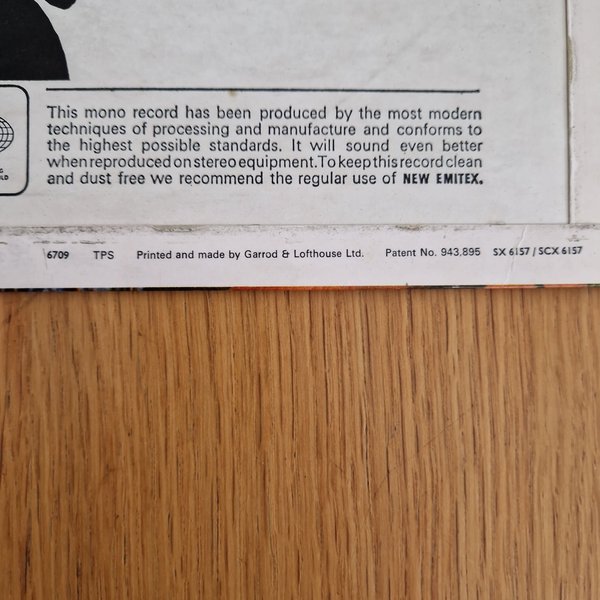 This mono record has been produced by the most modern
techniques of processing and manufacture and conforms to
the highest possible standards. It will sound even better
when reproduced on stereo equipment. To keep this record clean
and dust free we recommend the regular use of NEW EMITEX.
6709 TPS Printed and made by Garrod & Lofthouse Ltd. Patent No. 943,895 SX 6157 / SCX 6157